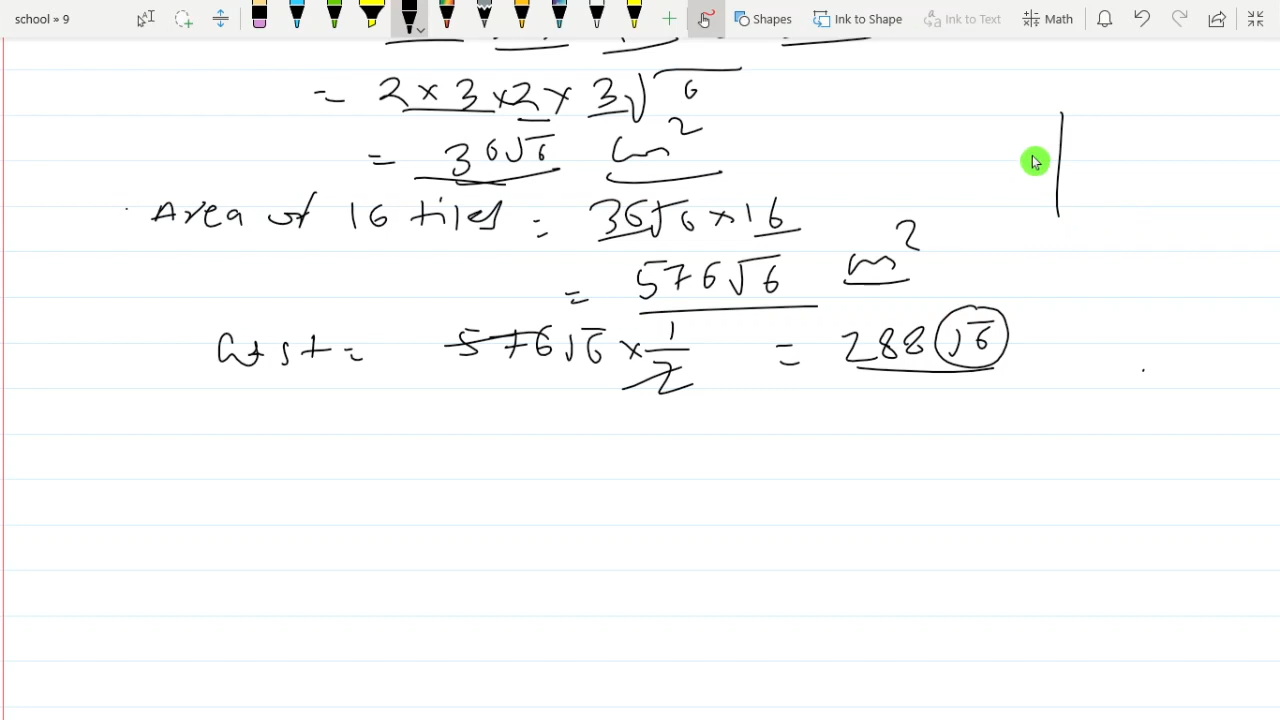 school » 9
Shapes Ink to Shape Ink to Text Math
= 2 × 3 × 2 × 3√6
= 36√6 cm²
Area of 16 tiles = 36√6 × 16
= 576√6 cm²
Cost = 576√6 × 1/2 = 288√6